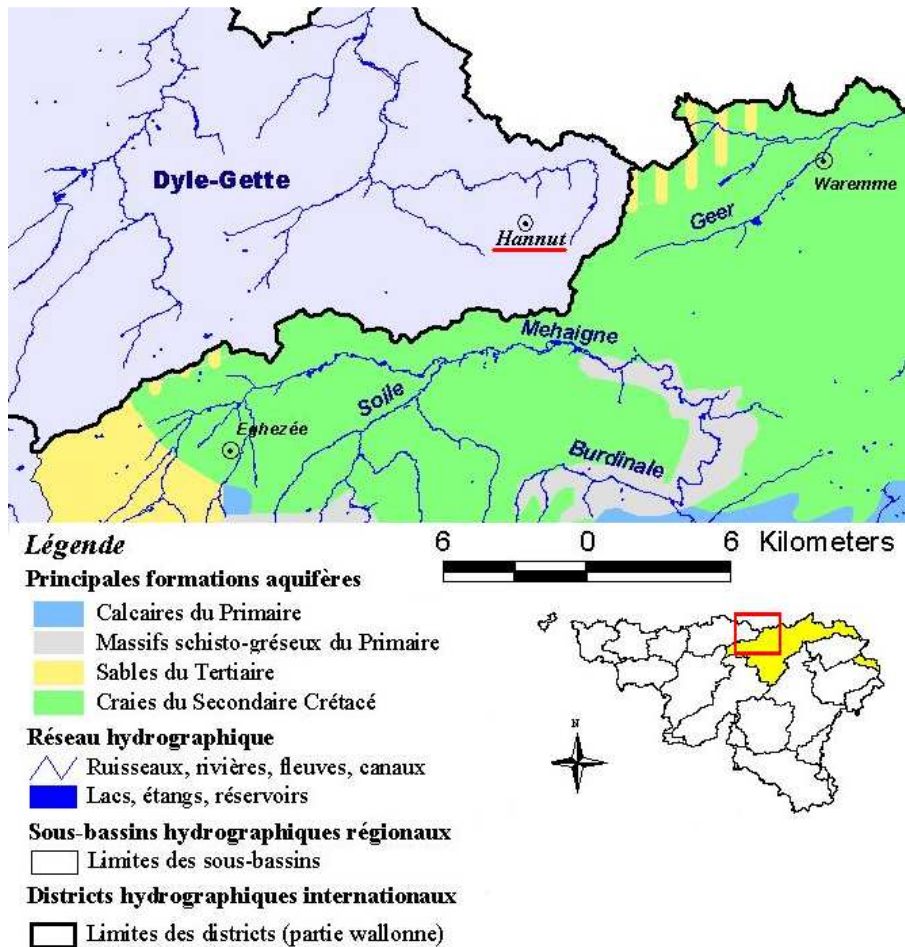 Dyle-Gette
Hannut
Waremme
Geer
Mehaigne
Soile
Eghezée
Burdinale
Légende
6 0 6 Kilometers
Principales formations aquifères
Calcaires du Primaire
Massifs schisto-gréseux du Primaire
Sables du Tertiaire
Craies du Secondaire Crétacé
Réseau hydrographique
Ruisseaux, rivières, fleuves, canaux
Lacs, étangs, réservoirs
Sous-bassins hydrographiques régionaux
Limites des sous-bassins
Districts hydrographiques internationaux
Limites des districts (partie wallonne)
N